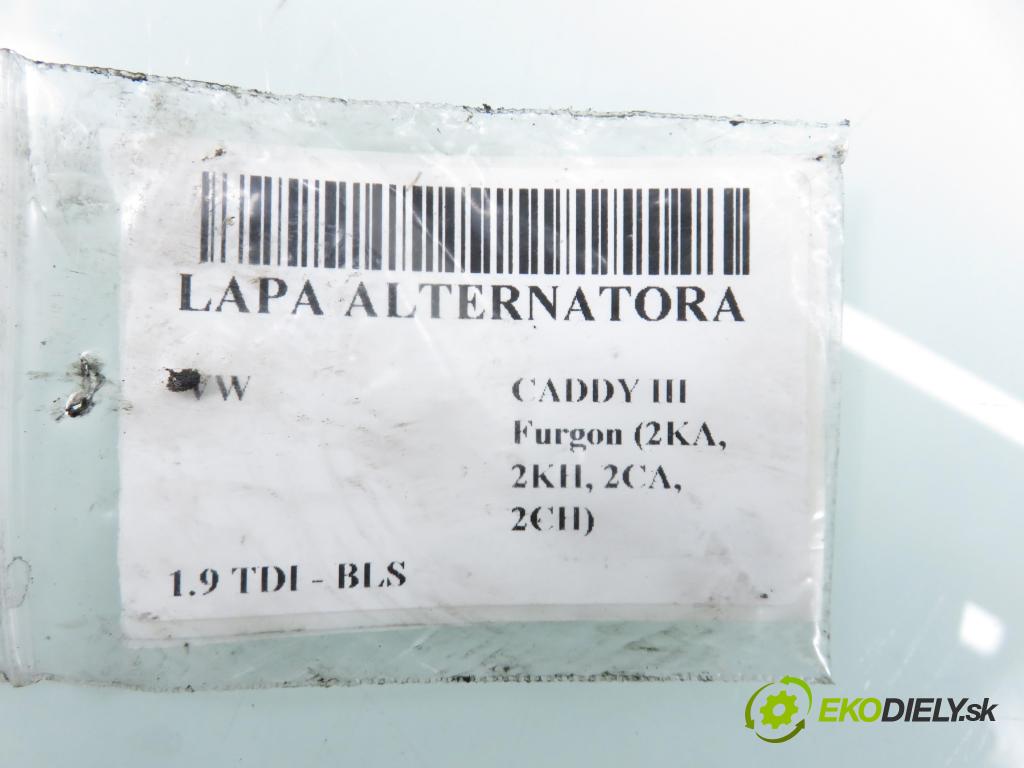 LAPA ALTERNATORA
VW
CADDY III
Furgon (2KA,
2KH, 2CA,
2CH)
1.9 TDI - BLS
EKODIELY.sk